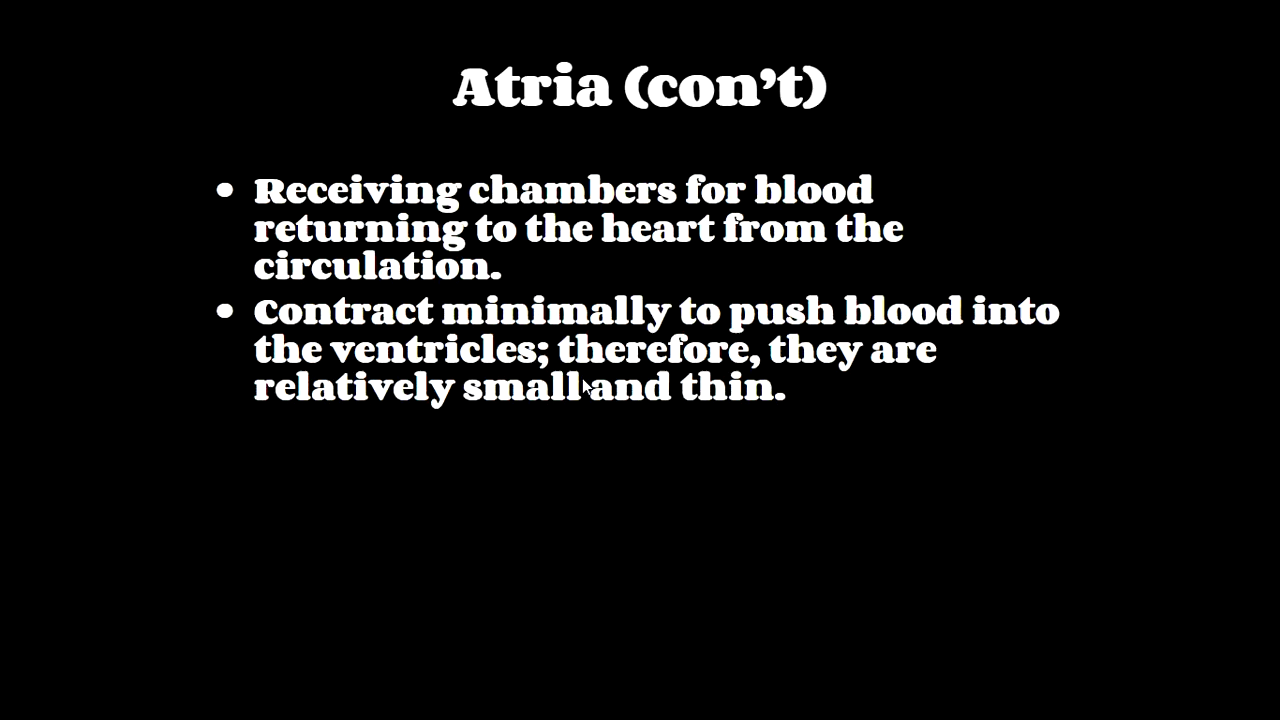 Atria (con’t)
• Receiving chambers for blood
returning to the heart from the
circulation.
• Contract minimally to push blood into
the ventricles; therefore, they are
relatively small and thin.